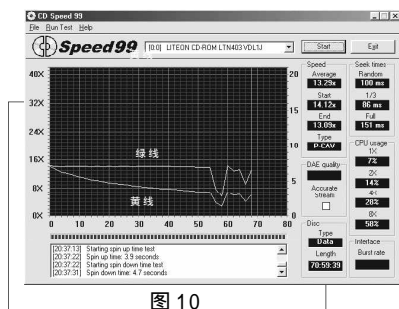 CD Speed 99
File Run Test Help
Speed99
[0:0] LITEON CD-ROM LTN403 VDL1J
Start
Exit
40X
32X
24X
16X
8X
0X
20
15
10
5
0
绿线
黄线
0 10 20 30 40 50 60 70 80
Speed
Average
13.29x
Start
14.12x
End
13.09x
Type
P-CAV
DAE quality
Accurate
Stream
Disc
Type
Data
Length
70:59:39
Seek times
Random
100 ms
1/3
86 ms
Full
151 ms
CPU usage
1X
7%
2X
14%
4X
28%
8X
58%
Interface
Burst rate
[20:37:13] Starting spin up time test
[20:37:22] Spin up time: 3.9 seconds
[20:37:22] Starting spin down time test
[20:37:31] Spin down time: 4.7 seconds
图 10